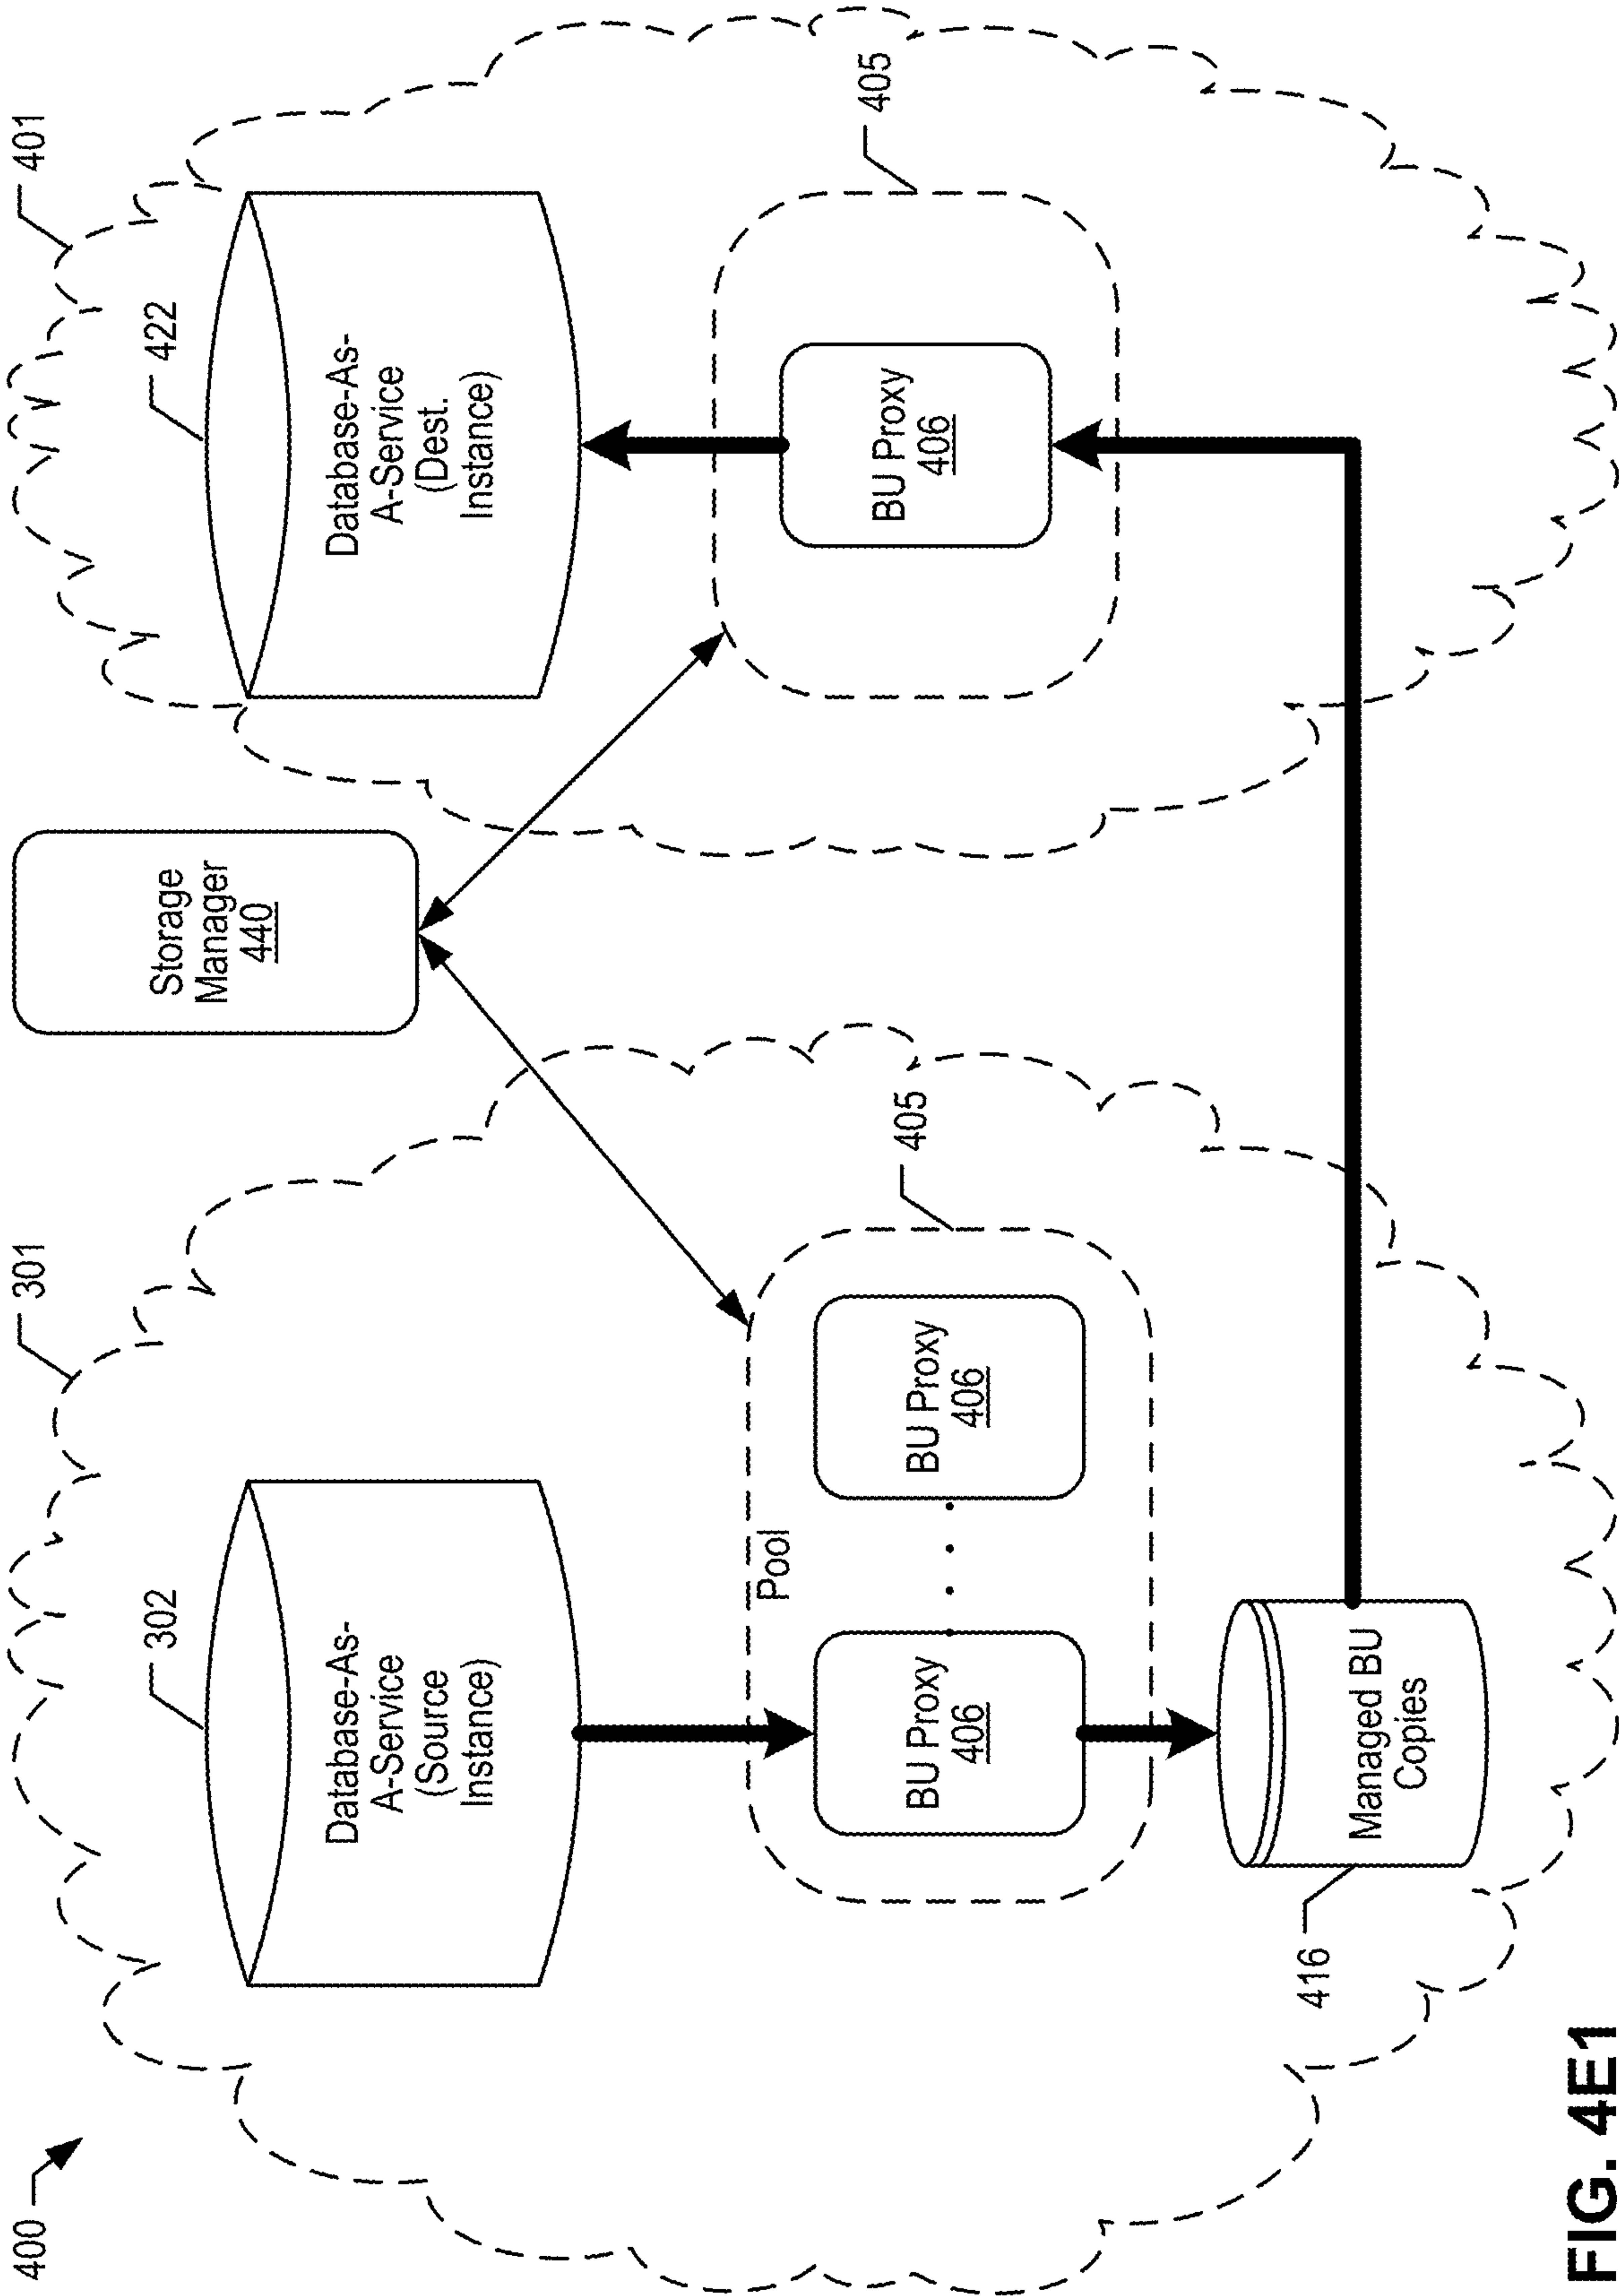 400
301
401
Storage
Manager
440
302
Database-As-
A-Service
(Source
Instance)
422
Database-As-
A-Service
(Dest.
Instance)
405
Pool
BU Proxy
406
BU Proxy
406
405
BU Proxy
406
416
Managed BU
Copies
FIG. 4E1